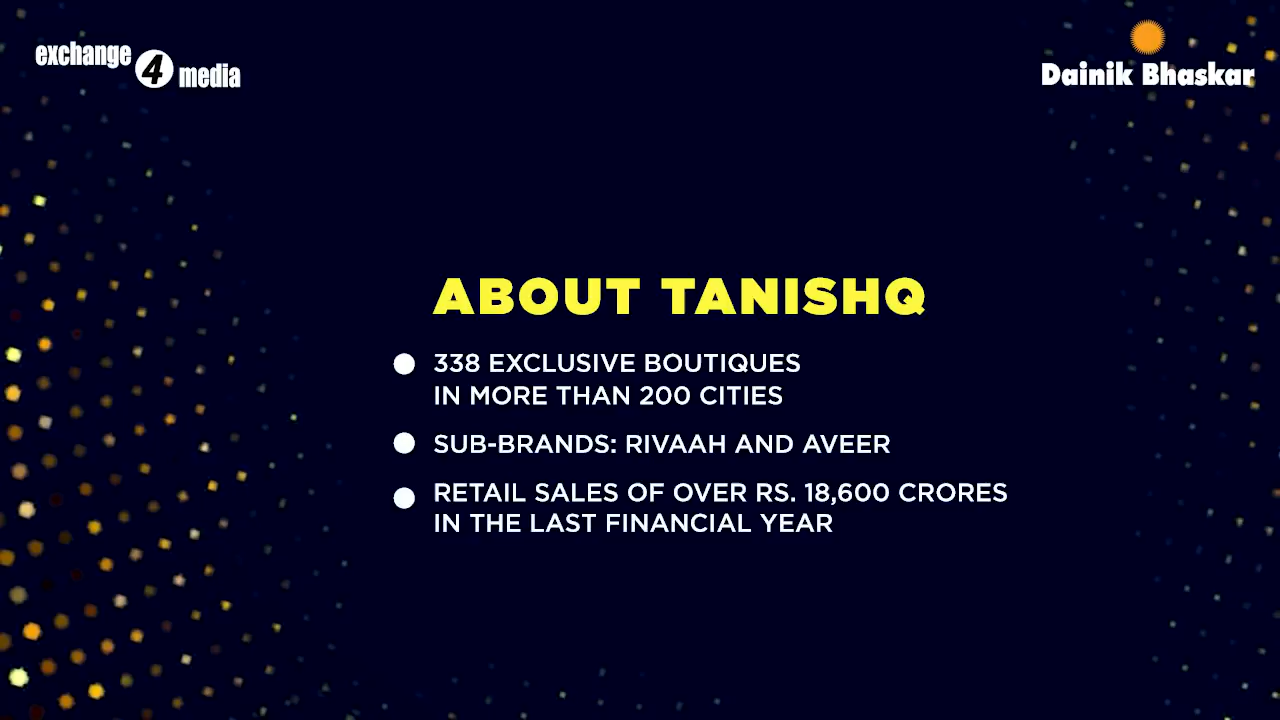 exchange
4
media
Dainik Bhaskar
ABOUT TANISHQ
338 EXCLUSIVE BOUTIQUES
IN MORE THAN 200 CITIES
SUB-BRANDS: RIVAAH AND AVEER
RETAIL SALES OF OVER RS. 18,600 CRORES
IN THE LAST FINANCIAL YEAR